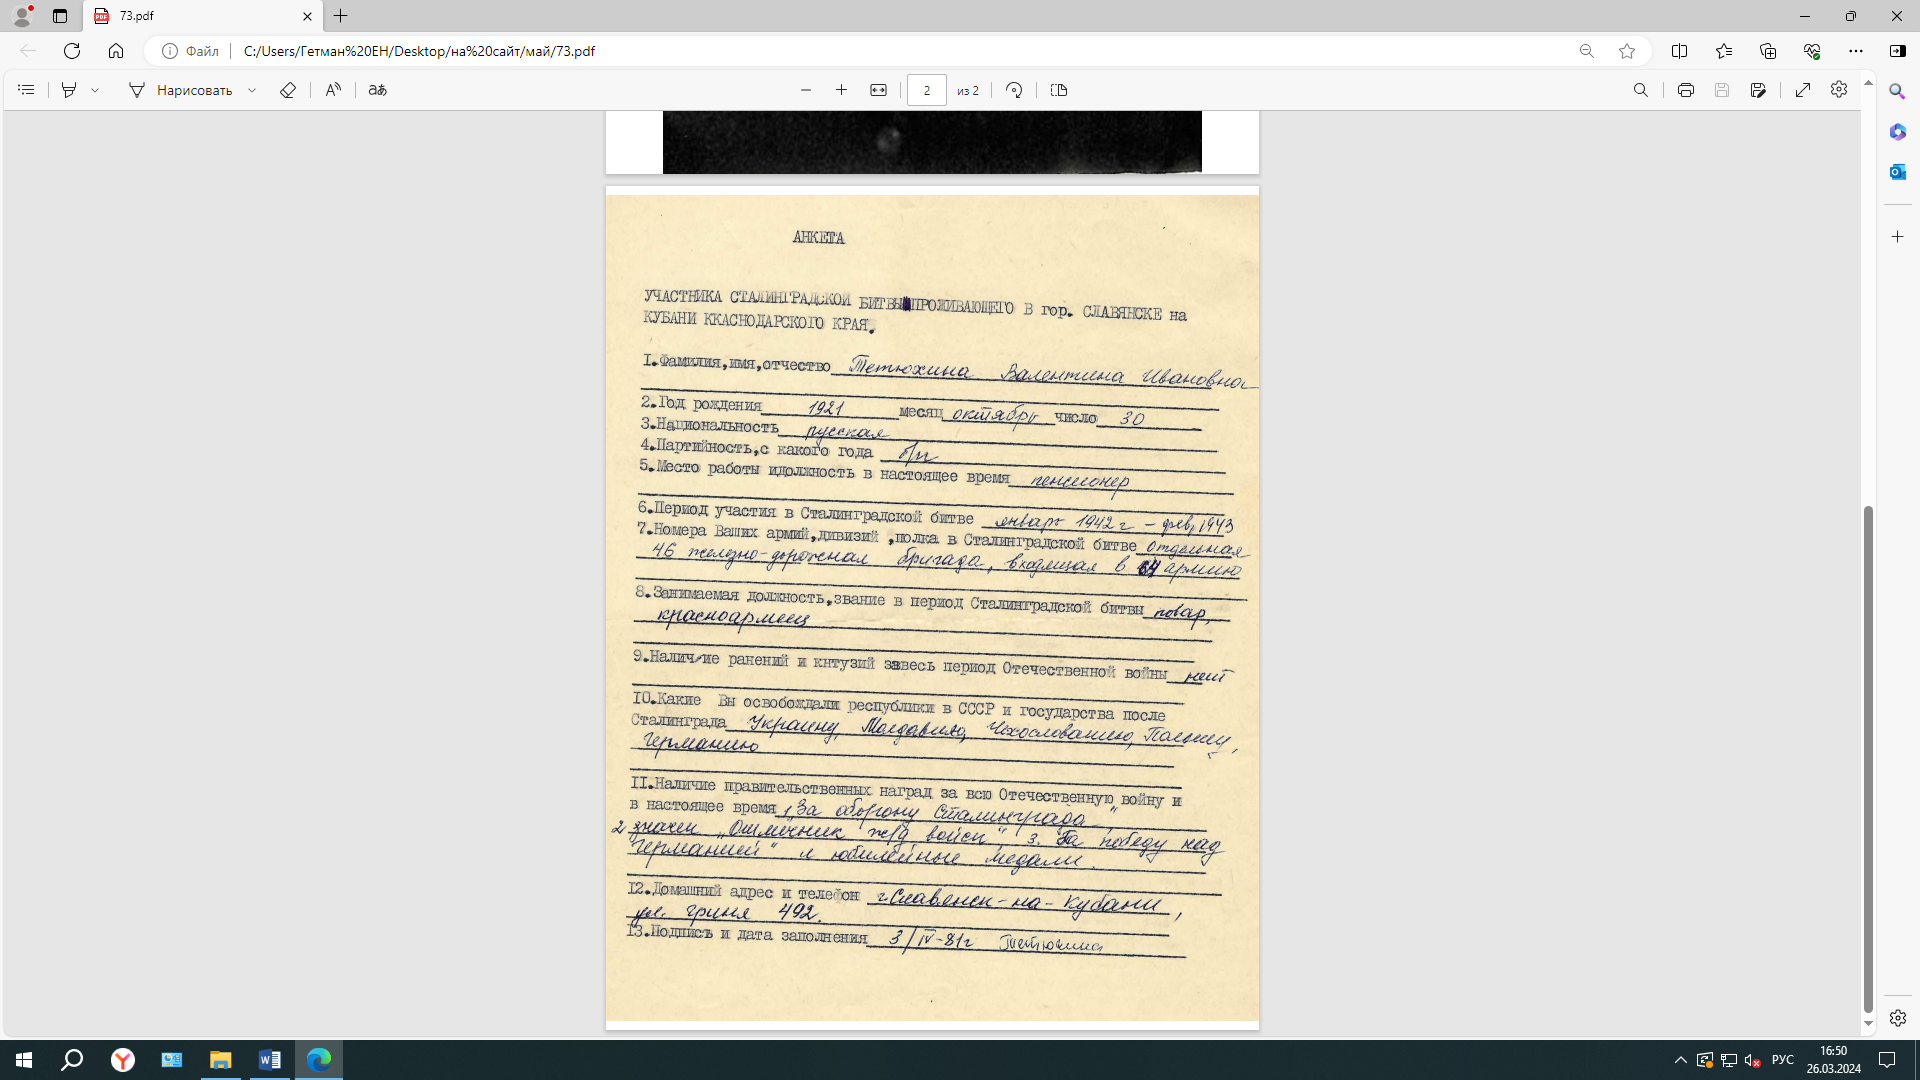 73.pdf
Файл
C:/Users/Гетман%20ЕН/Desktop/на%20сайт/май/73.pdf
Нарисовать
2 из 2
АНКЕТА
УЧАСТНИКА СТАЛИНГРАДСКОЙ БИТВЫ ПРОЖИВАЮЩЕГО В гор. СЛАВЯНСКЕ на
КУБАНИ ККАСНОДАРСКОГО КРАЯ.
I.Фамилия,имя,отчество Тетюхина Валентина Ивановна
2.Год рождения 1921 месяц октябрь число 30
3.Национальность русская
4.Партийность,с какого года б/п
5.Место работы идолжность в настоящее время пенсионер
6.Период участия в Сталинградской битве январь 1942 г – фев, 1943
7.Номера Ваших армий,дивизий ,полка в Сталинградской битве отдельная
46 железно-дорожная бригада, входящая в 64 армию
8.Занимаемая должность,звание в период Сталинградской битвы повар,
красноармеец
9.Наличие ранений и кнтузий завесь период Отечественной войны нет
IO.Какие Вы освобождали республики в СССР и государства после
Сталинграда Украину, Молдавию, Чехословакию, Польшу,
Германию
II.Наличие правительственных наград за всю Отечественную войну и
в настоящее время 1 „За оборону Сталинграда",
2 значек „Отличник ж/д войск", 3. За победу над
Германией" и юбилейные медали.
I2.Домашний адрес и телефон г.Славянск-на-Кубани,
ул. Гриня 492.
I3.Подпись и дата заполнения 3/IV-81г Тетюхина
РУС
16:50
26.03.2024